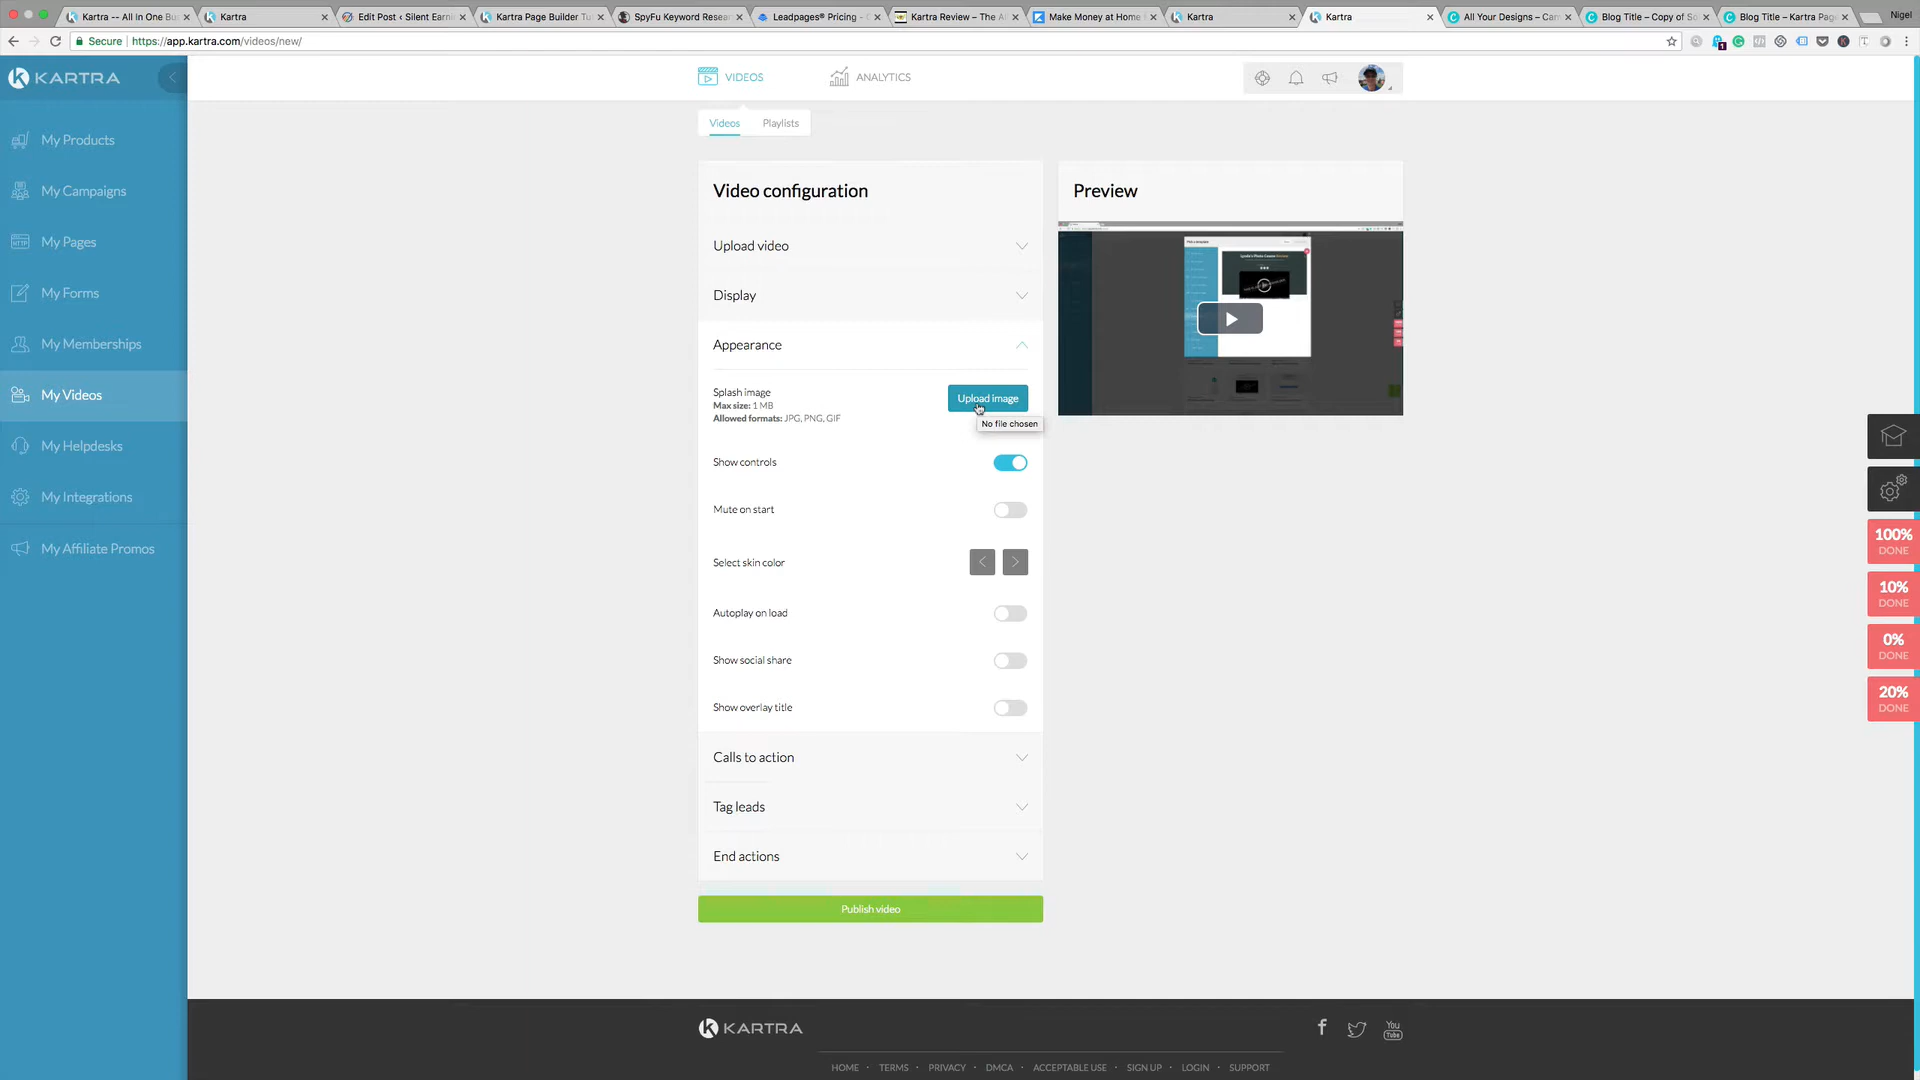 Kartra -- All In One Bu
Kartra
Edit Post ‹ Silent Earni
Kartra Page Builder Tu
SpyFu Keyword Resear
Leadpages® Pricing -
Kartra Review – The Al
Make Money at Home
Kartra
Kartra
All Your Designs – Can
Blog Title – Copy of So
Blog Title – Kartra Pag
Nigel
Secure
https://app.kartra.com/videos/new/
KARTRA
VIDEOS
ANALYTICS
My Products
My Campaigns
My Pages
My Forms
My Memberships
My Videos
My Helpdesks
My Integrations
My Affiliate Promos
Videos
Playlists
Video configuration
Upload video
Display
Appearance
Splash image
Max size: 1 MB
Allowed formats: JPG, PNG, GIF
Upload image
No file chosen
Show controls
Mute on start
Select skin color
Autoplay on load
Show social share
Show overlay title
Calls to action
Tag leads
End actions
Publish video
Preview
100%
DONE
10%
DONE
0%
DONE
20%
DONE
KARTRA
HOME · TERMS · PRIVACY · DMCA · ACCEPTABLE USE · SIGN UP · LOGIN · SUPPORT